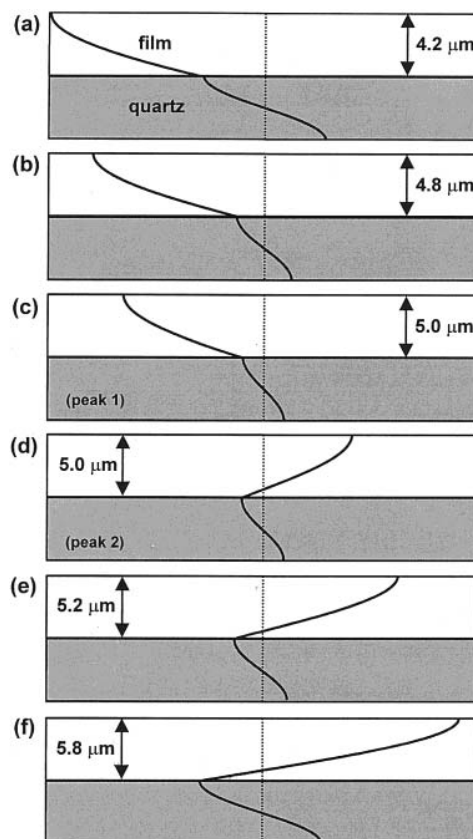 (a)
film
4.2 μm
quartz
(b)
4.8 μm
(c)
5.0 μm
(peak 1)
(d)
5.0 μm
(peak 2)
(e)
5.2 μm
(f)
5.8 μm